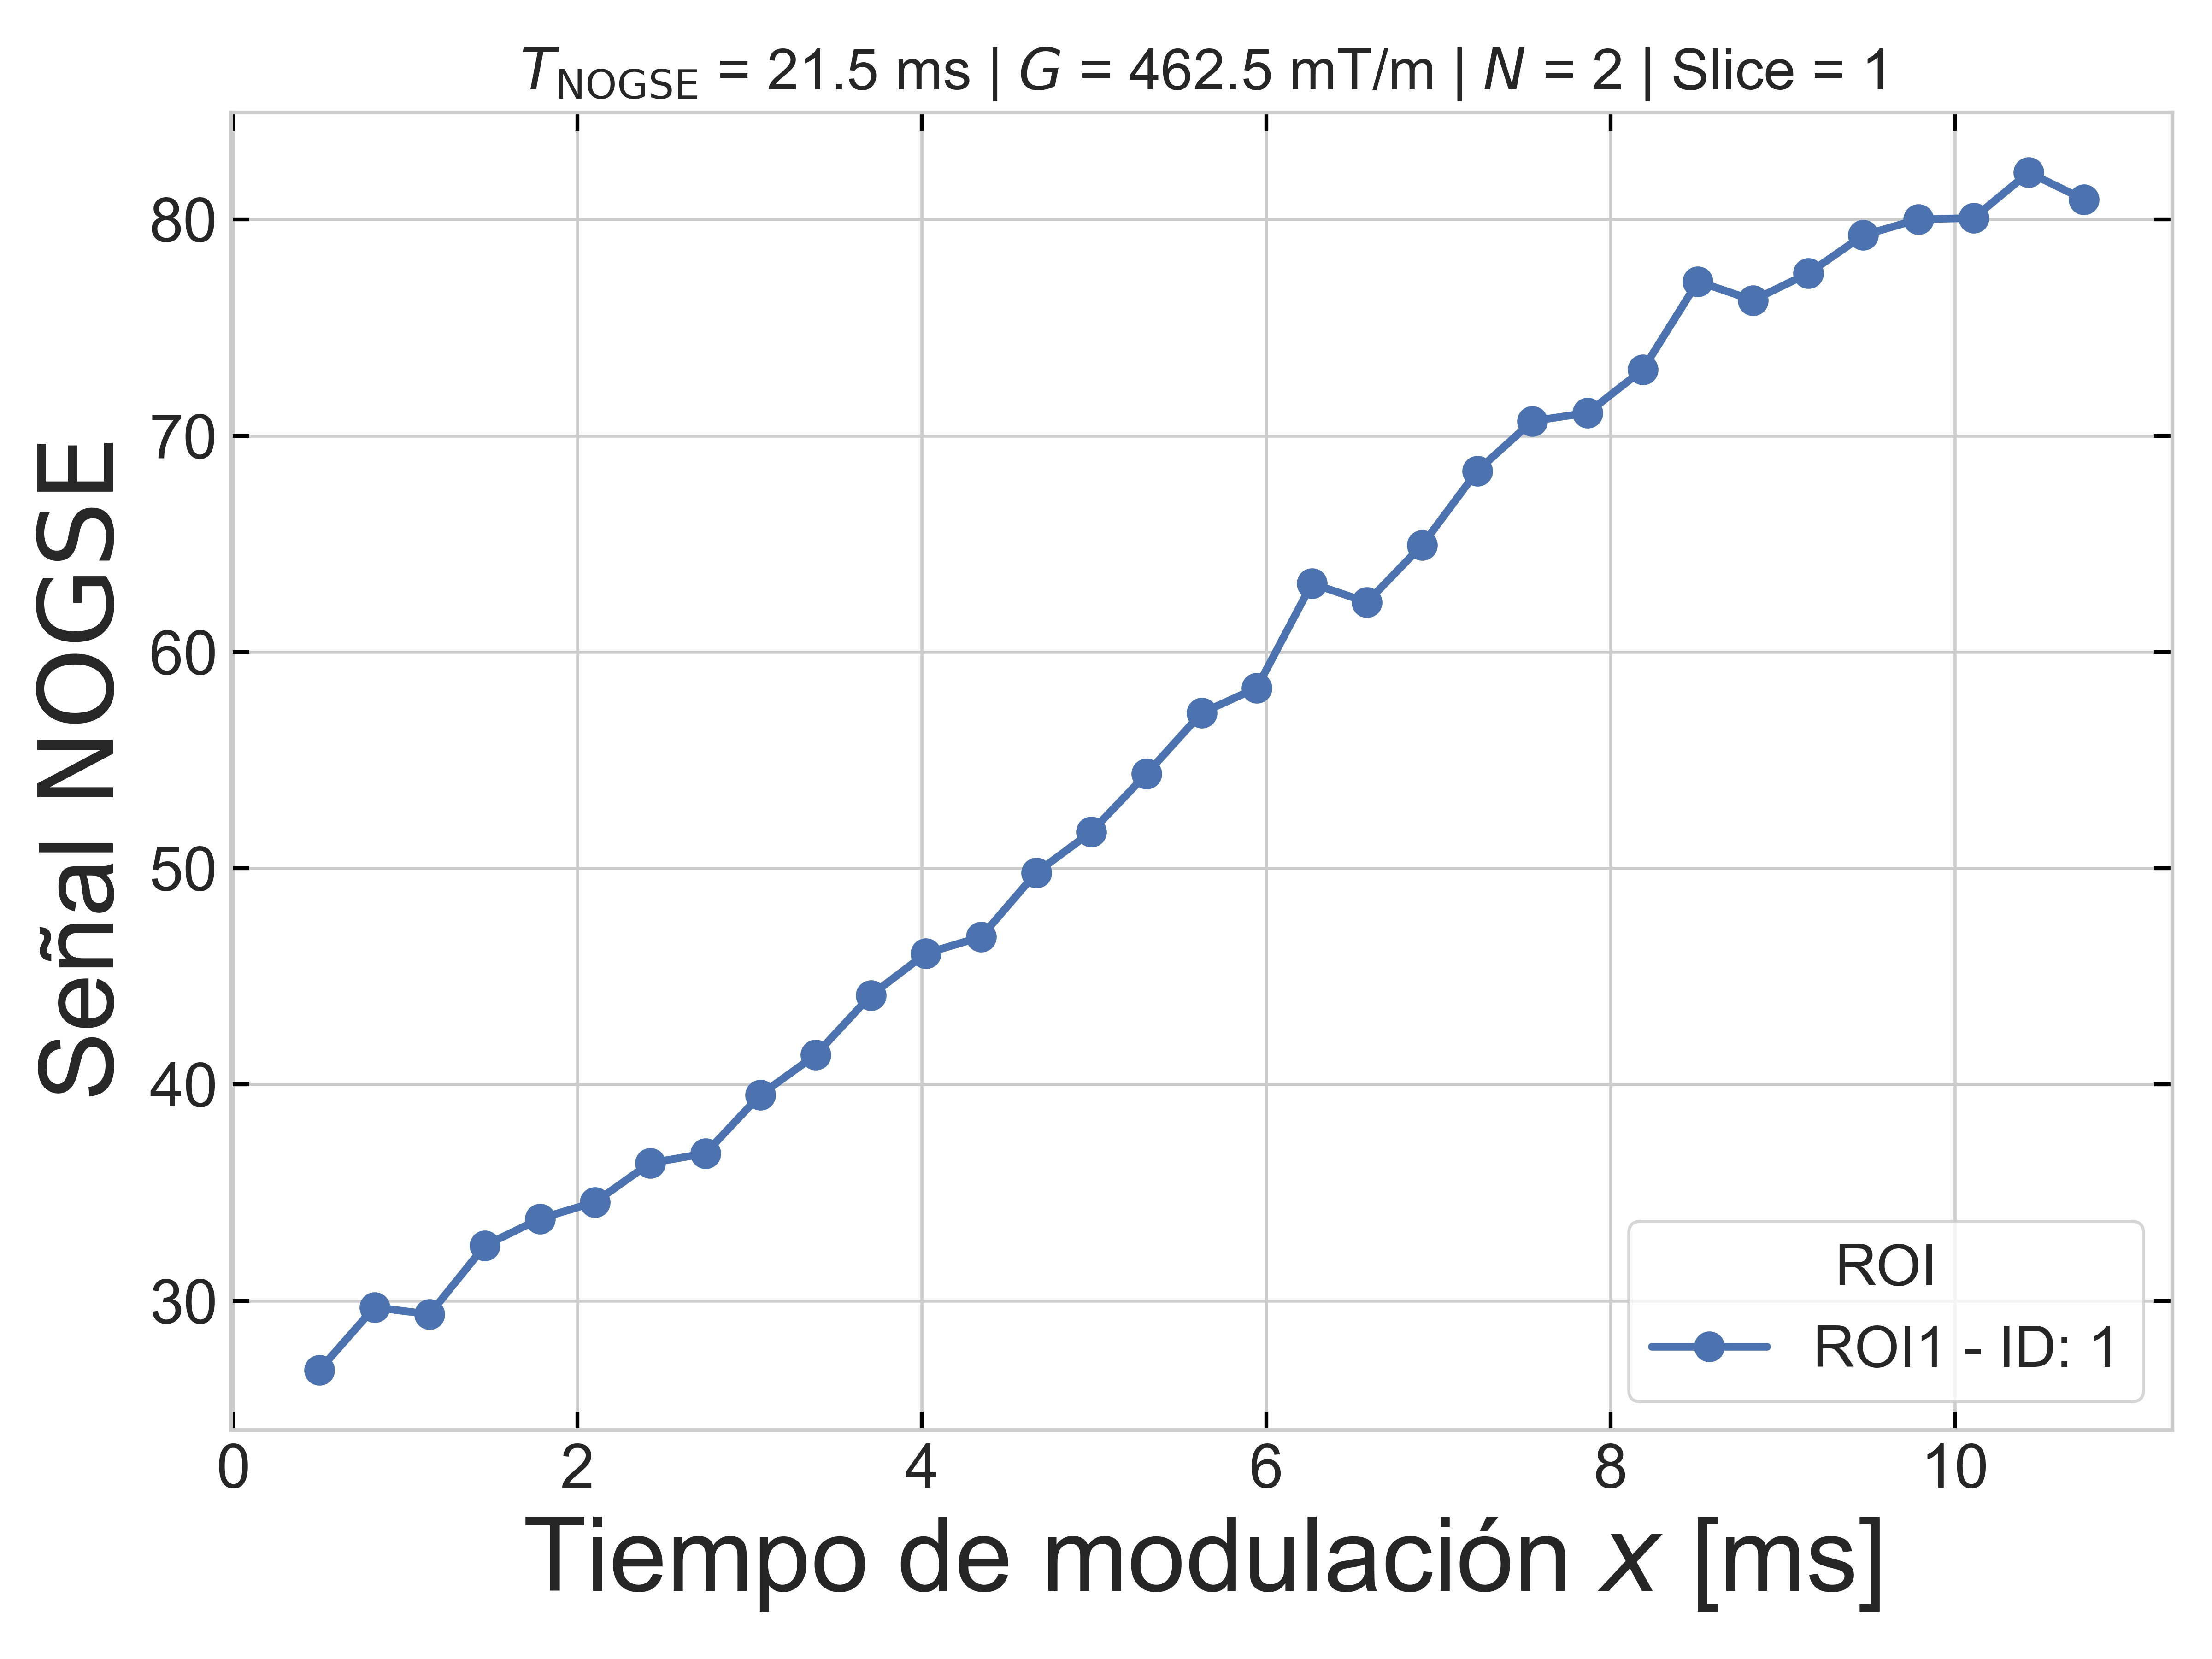 T_NOGSE = 21.5 ms | G = 462.5 mT/m | N = 2 | Slice = 1
Señal NOGSE
80
70
60
50
40
30
ROI
ROI1 - ID: 1
0 2 4 6 8 10
Tiempo de modulación x [ms]